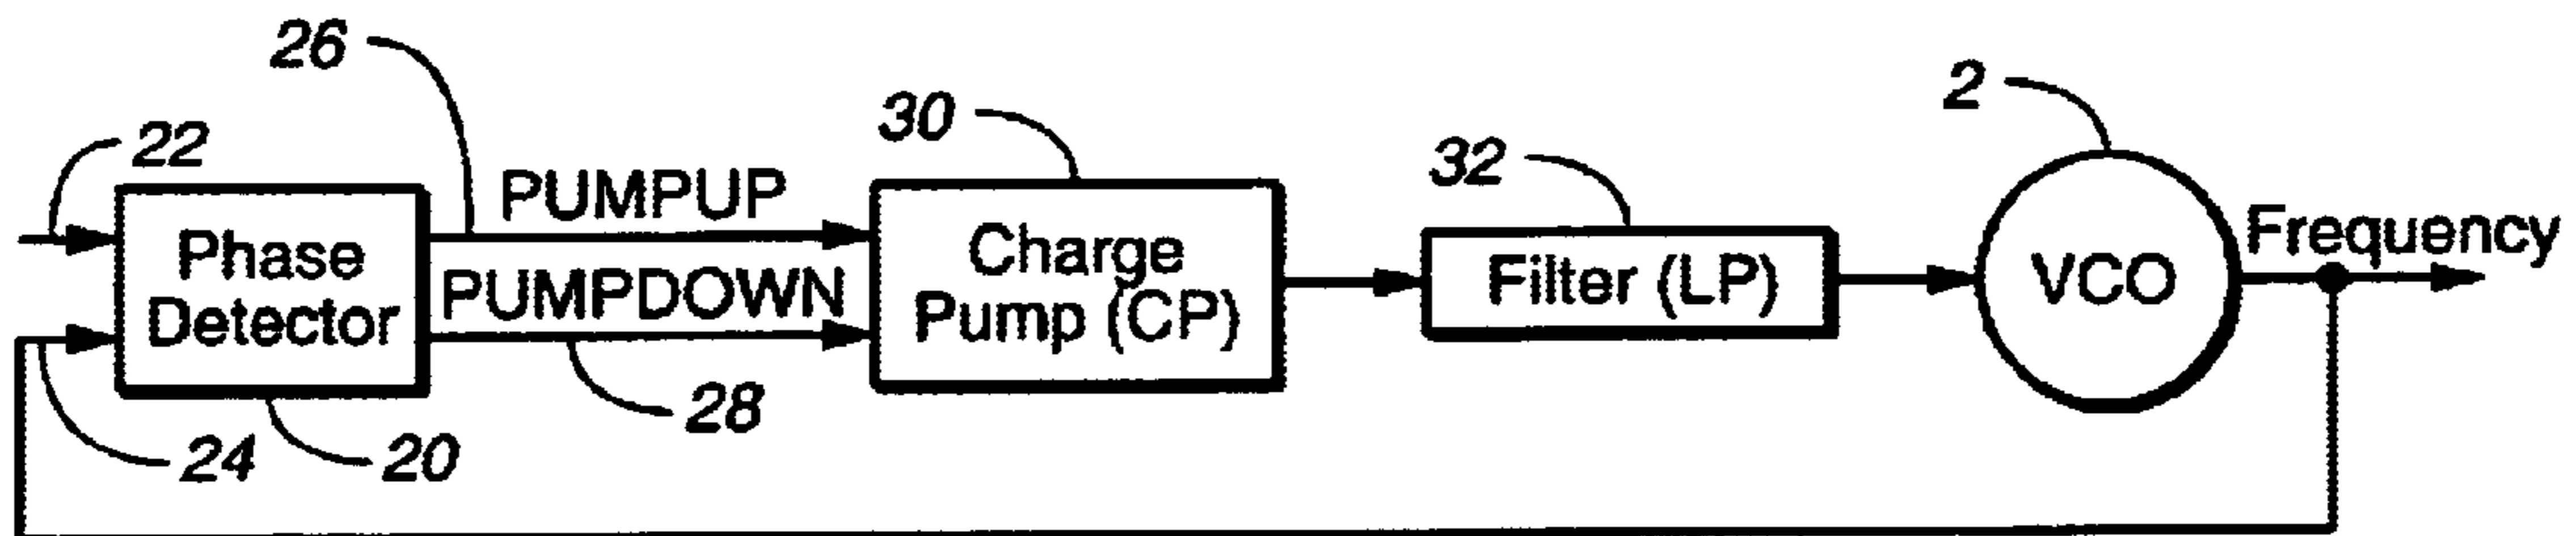 26
2
30
22
32
PUMPUP
Phase
Detector
PUMPDOWN
Charge
Pump (CP)
Filter (LP)
VCO
Frequency
28
24
20